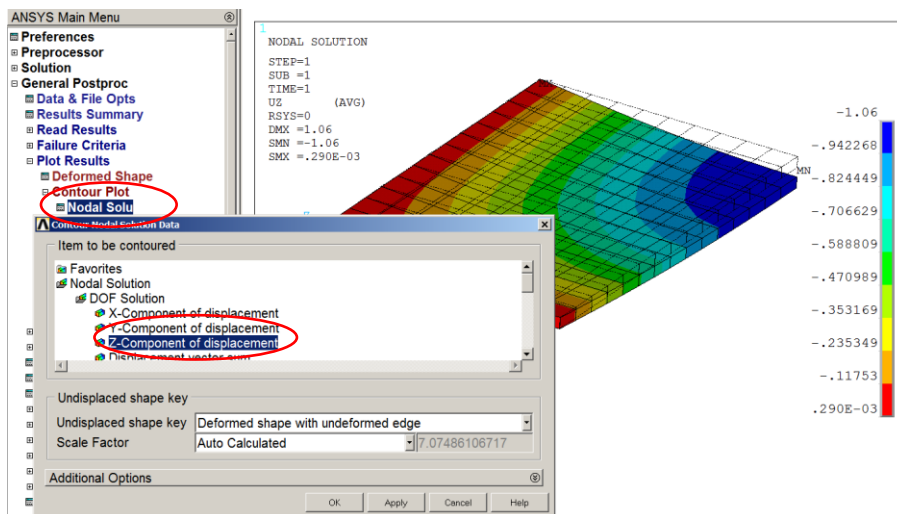 ANSYS Main Menu
Preferences
Preprocessor
Solution
General Postproc
Data & File Opts
Results Summary
Read Results
Failure Criteria
Plot Results
Deformed Shape
Contour Plot
Nodal Solu
Contour Nodal Solution Data
Item to be contoured
Favorites
Nodal Solution
DOF Solution
X-Component of displacement
Y-Component of displacement
Z-Component of displacement
Displacement vector sum
Undisplaced shape key
Undisplaced shape key
Deformed shape with undeformed edge
Scale Factor
Auto Calculated
7.07486106717
Additional Options
OK
Apply
Cancel
Help
1
NODAL SOLUTION
STEP=1
SUB =1
TIME=1
UZ (AVG)
RSYS=0
DMX =1.06
SMN =-1.06
SMX =.290E-03
MN
-1.06
-.942268
-.824449
-.706629
-.588809
-.470989
-.353169
-.235349
-.11753
.290E-03